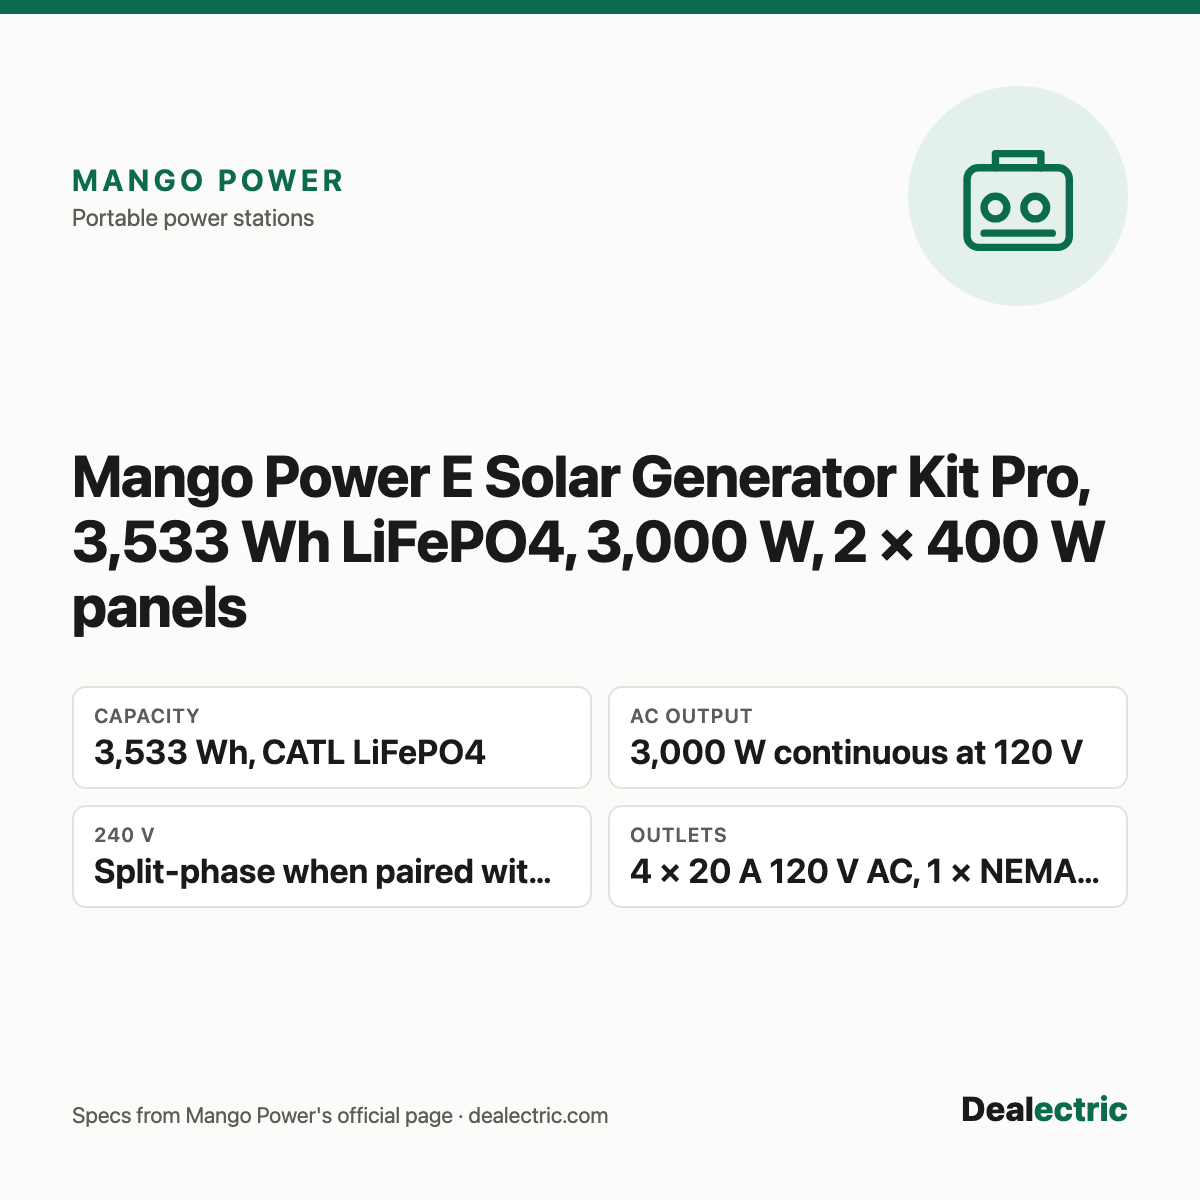 MANGO POWER
Portable power stations
Mango Power E Solar Generator Kit Pro,
3,533 Wh LiFePO4, 3,000 W, 2 × 400 W
panels
CAPACITY
3,533 Wh, CATL LiFePO4
AC OUTPUT
3,000 W continuous at 120 V
240 V
Split-phase when paired wit...
OUTLETS
4 × 20 A 120 V AC, 1 × NEMA...
Specs from Mango Power's official page · dealectric.com
Dealectric